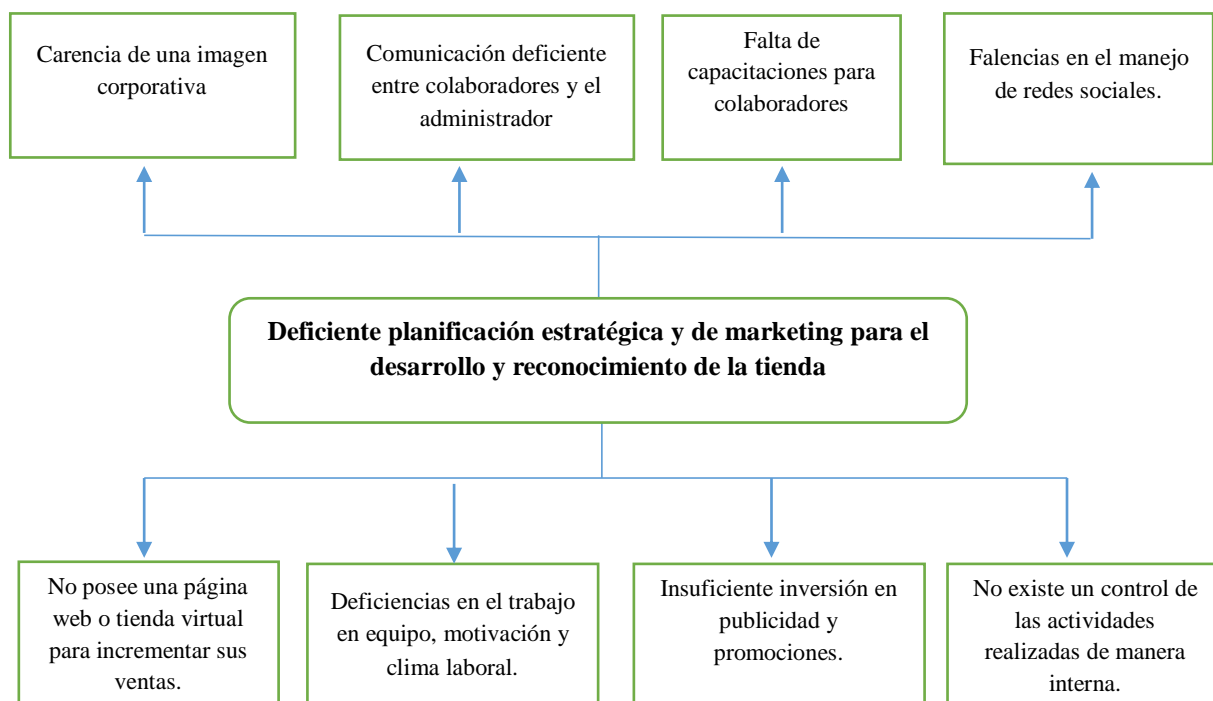 Carencia de una imagen
corporativa
Comunicación deficiente
entre colaboradores y el
administrador
Falta de
capacitaciones para
colaboradores
Falencias en el manejo
de redes sociales.
Deficiente planificación estratégica y de marketing para el
desarrollo y reconocimiento de la tienda
No posee una página
web o tienda virtual
para incrementar sus
ventas.
Deficiencias en el trabajo
en equipo, motivación y
clima laboral.
Insuficiente inversión en
publicidad y
promociones.
No existe un control de
las actividades
realizadas de manera
interna.